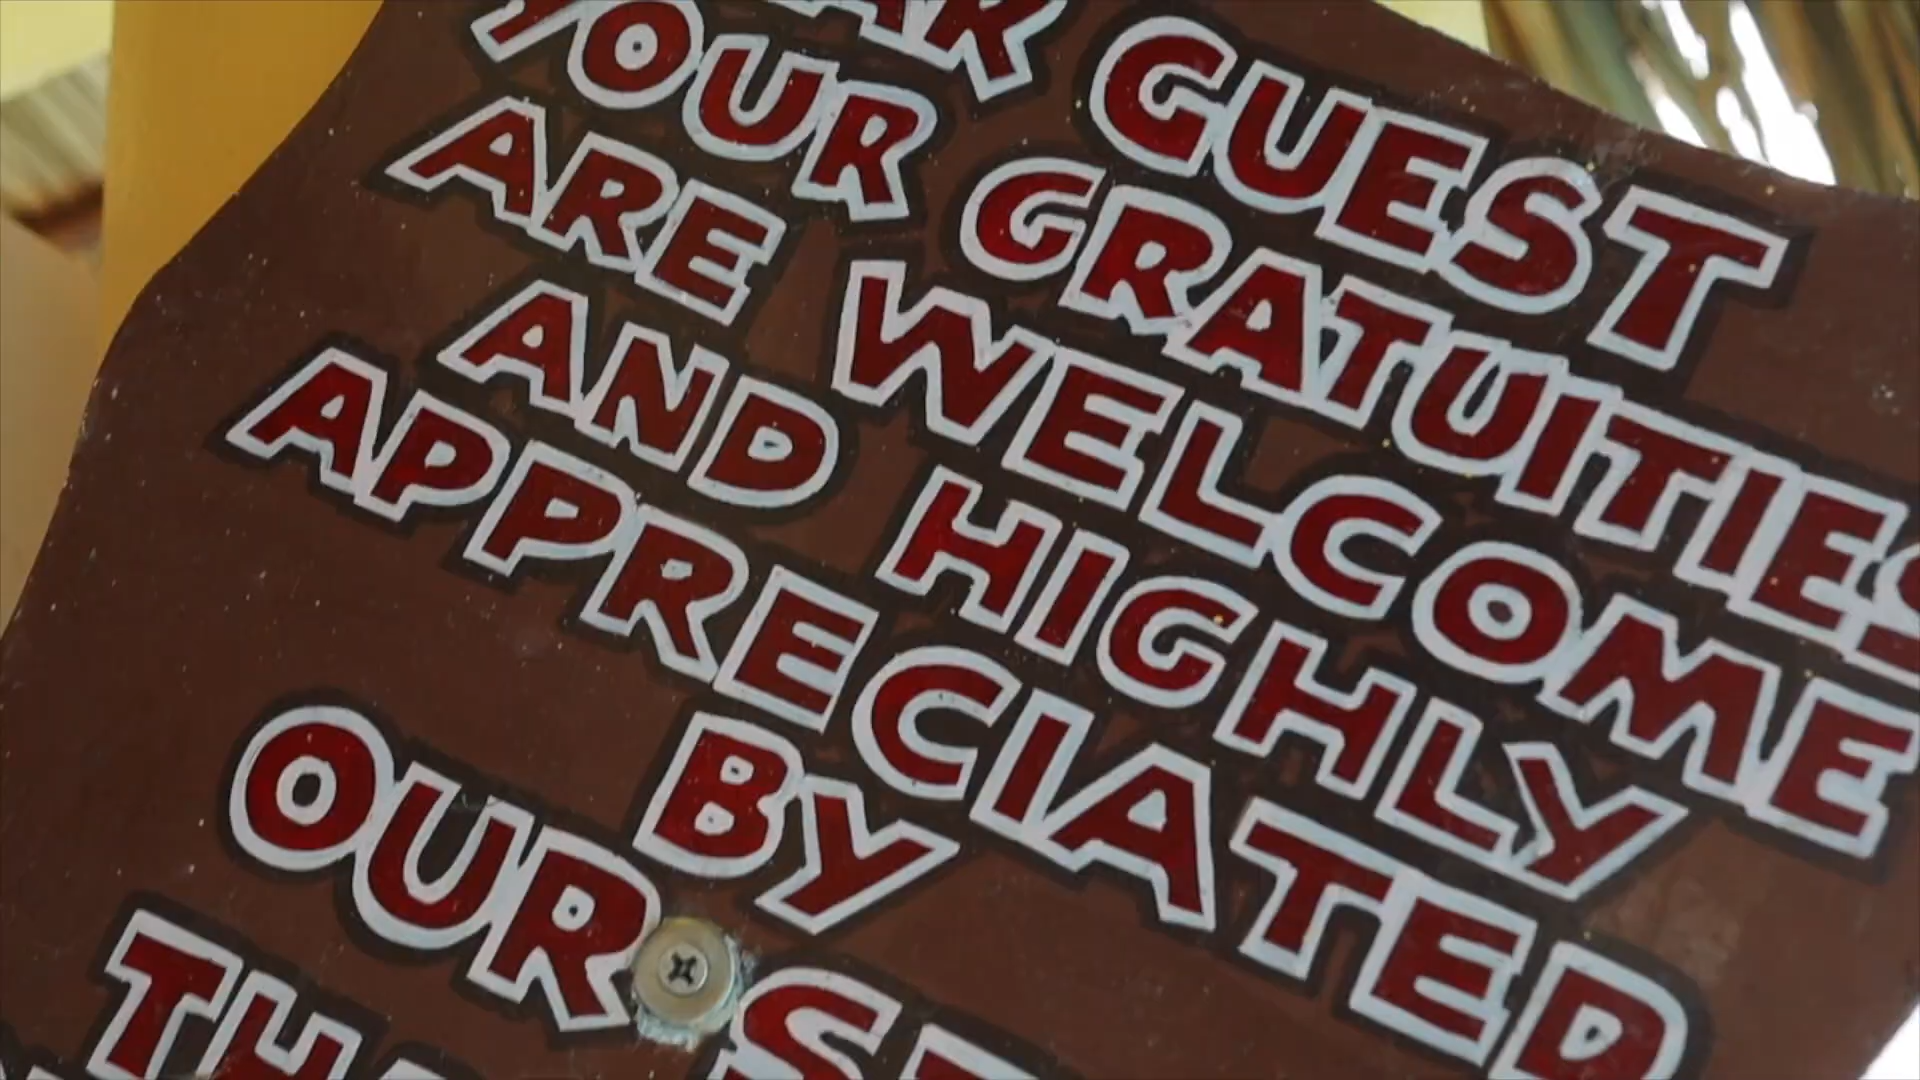 GUEST
YOUR GRATUITIES
ARE WELCOME
AND HIGHLY
APPRECIATED
BY
OUR